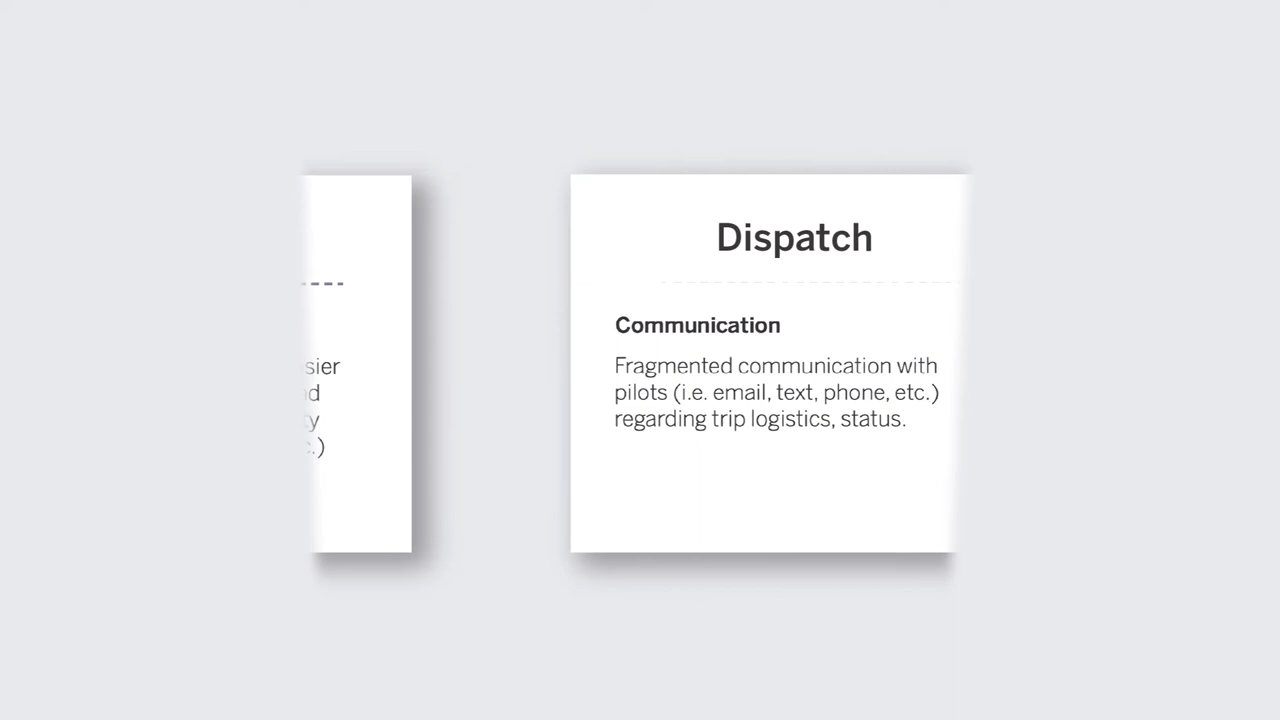 Dispatch
Communication
Fragmented communication with
pilots (i.e. email, text, phone, etc.)
regarding trip logistics, status.